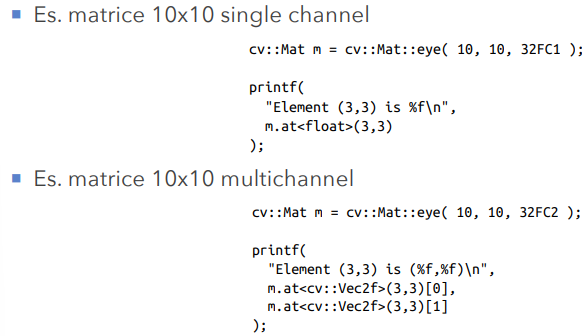 Es. matrice 10x10 single channel
cv::Mat m = cv::Mat::eye( 10, 10, 32FC1 );
printf(
"Element (3,3) is %f\n",
m.at<float>(3,3)
);
Es. matrice 10x10 multichannel
cv::Mat m = cv::Mat::eye( 10, 10, 32FC2 );
printf(
"Element (3,3) is (%f,%f)\n",
m.at<cv::Vec2f>(3,3)[0],
m.at<cv::Vec2f>(3,3)[1]
);